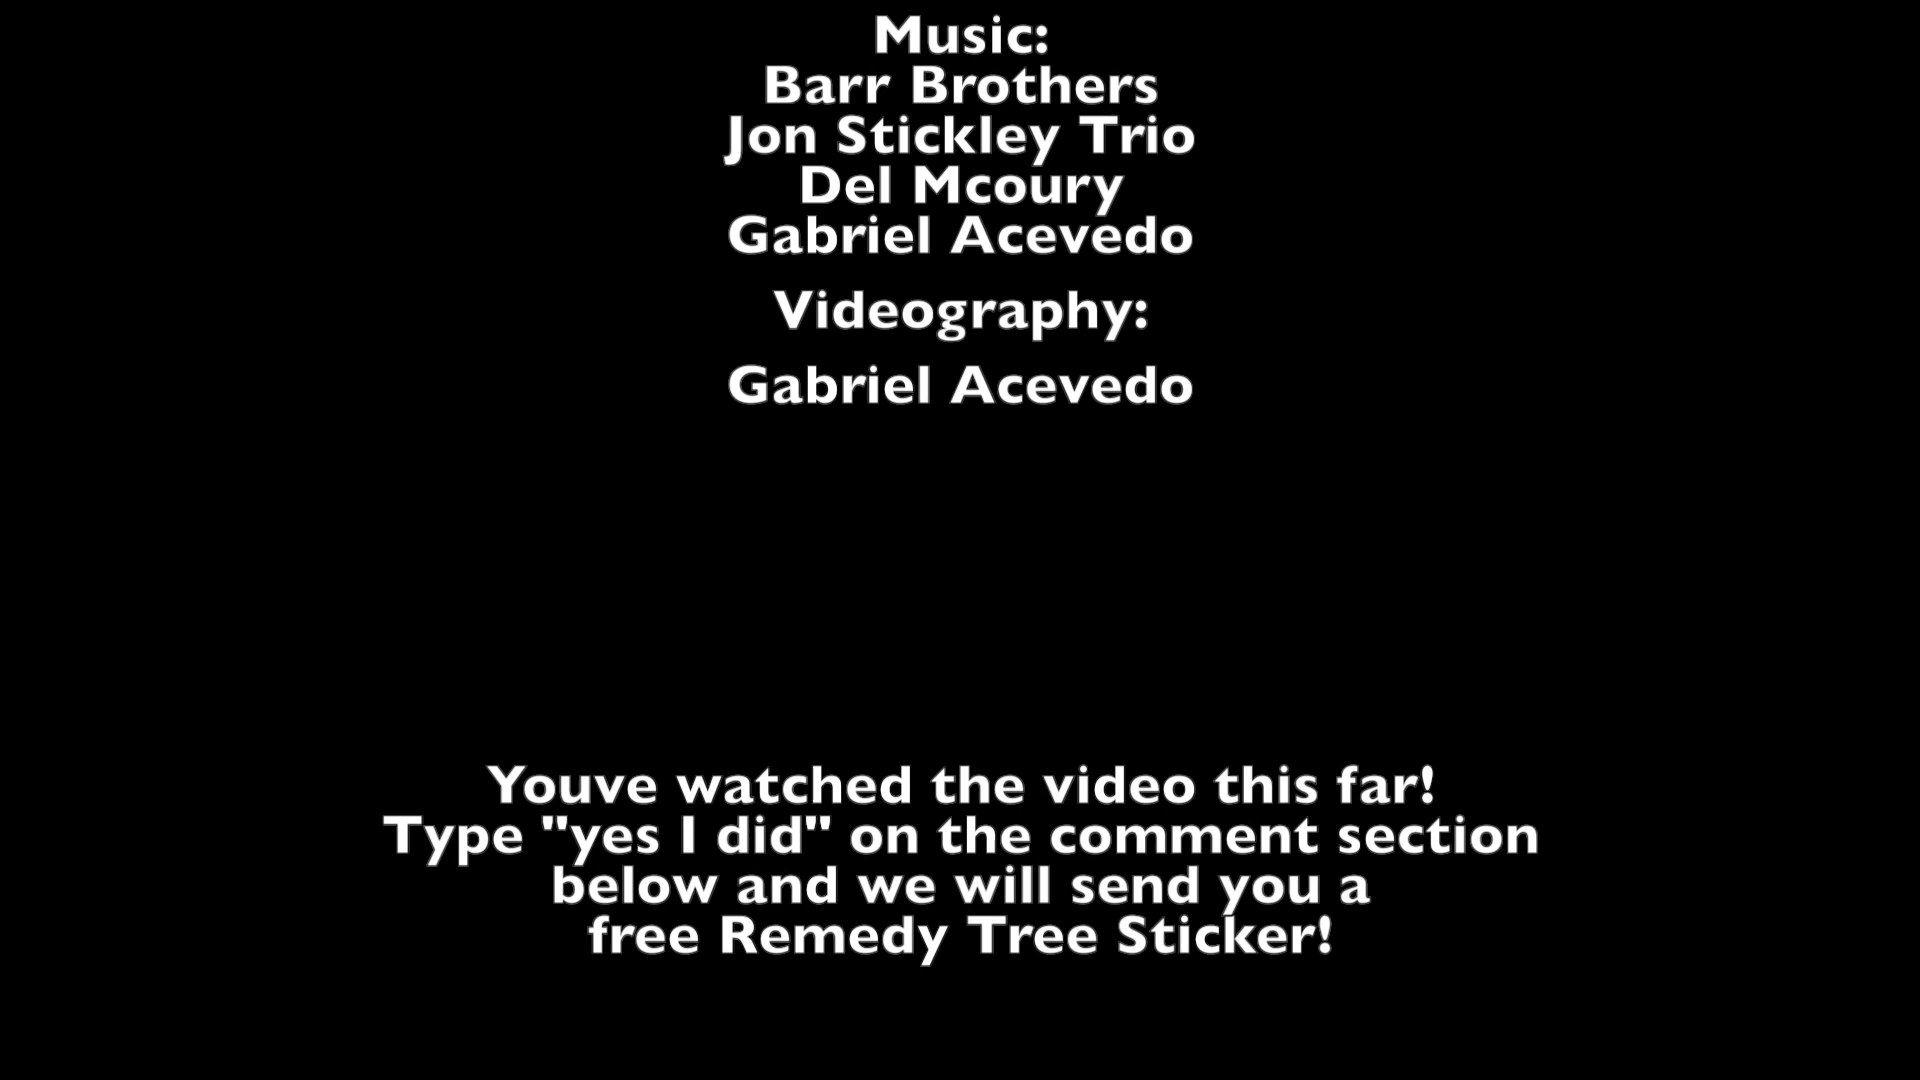 Music:
Barr Brothers
Jon Stickley Trio
Del Mcoury
Gabriel Acevedo
Videography:
Gabriel Acevedo
Youve watched the video this far!
Type "yes I did" on the comment section
below and we will send you a
free Remedy Tree Sticker!